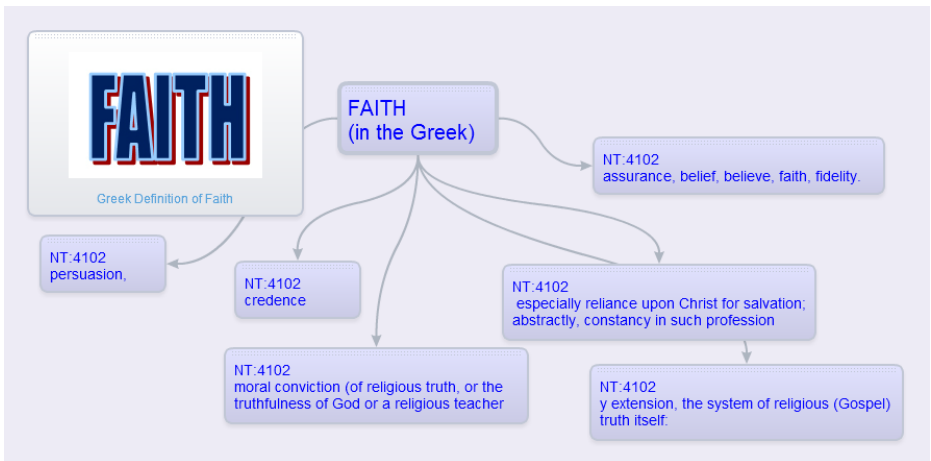 FAITH
Greek Definition of Faith
FAITH
(in the Greek)
NT:4102
assurance, belief, believe, faith, fidelity.
NT:4102
persuasion,
NT:4102
credence
NT:4102
especially reliance upon Christ for salvation;
abstractly, constancy in such profession
NT:4102
moral conviction (of religious truth, or the
truthfulness of God or a religious teacher
NT:4102
y extension, the system of religious (Gospel)
truth itself: